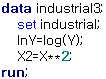 data industrial3;
set industrial;
lnY=log(Y);
X2=X**2;
run;